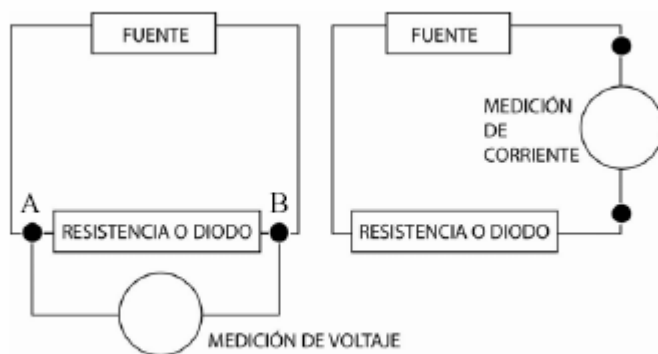 FUENTE
A
B
RESISTENCIA O DIODO
MEDICIÓN DE VOLTAJE
FUENTE
MEDICIÓN
DE
CORRIENTE
RESISTENCIA O DIODO